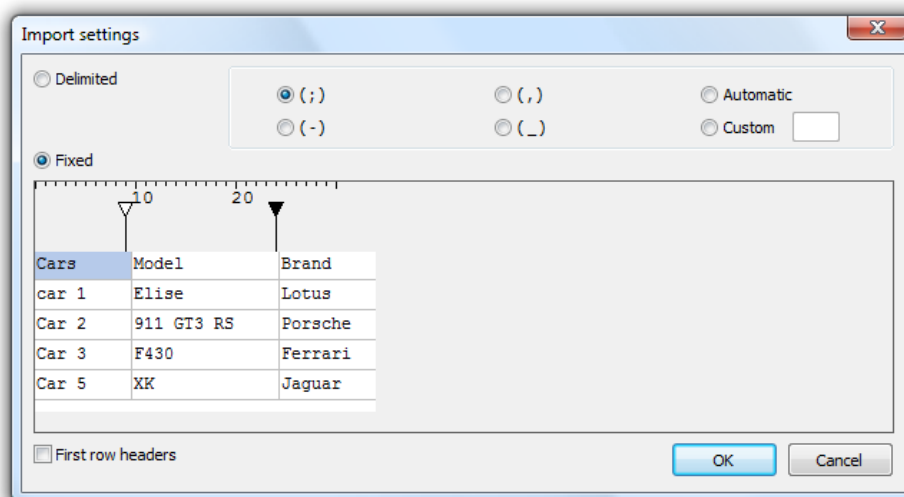 Import settings
Delimited
(;) (,) Automatic
(-) (_) Custom
Fixed
10 20
Cars Model Brand
car 1 Elise Lotus
Car 2 911 GT3 RS Porsche
Car 3 F430 Ferrari
Car 5 XK Jaguar
First row headers
OK Cancel